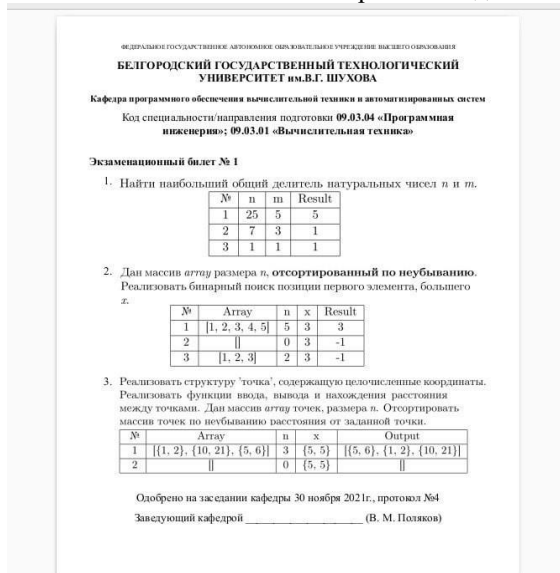 ФЕДЕРАЛЬНОЕ ГОСУДАРСТВЕННОЕ АВТОНОМНОЕ ОБРАЗОВАТЕЛЬНОЕ УЧРЕЖДЕНИЕ ВЫСШЕГО ОБРАЗОВАНИЯ
БЕЛГОРОДСКИЙ ГОСУДАРСТВЕННЫЙ ТЕХНОЛОГИЧЕСКИЙ
УНИВЕРСИТЕТ им.В.Г. ШУХОВА
Кафедра программного обеспечения вычислительной техники и автоматизированных систем
Код специальности/направления подготовки 09.03.04 «Программная
инженерия»; 09.03.01 «Вычислительная техника»
Экзаменационный билет № 1
1. Найти наибольший общий делитель натуральных чисел n и m.
№ n m Result
1 25 5 5
2 7 3 1
3 1 1 1
2. Дан массив array размера n, отсортированный по неубыванию.
Реализовать бинарный поиск позиции первого элемента, большего
x.
№ Array n x Result
1 [1, 2, 3, 4, 5] 5 3 3
2 [] 0 3 -1
3 [1, 2, 3] 2 3 -1
3. Реализовать структуру 'точка', содержащую целочисленные координаты.
Реализовать функции ввода, вывода и нахождения расстояния
между точками. Дан массив array точек, размера n. Отсортировать
массив точек по неубыванию расстояния от заданной точки.
№ Array n x Output
1 [{1, 2}, {10, 21}, {5, 6}] 3 {5, 5} [{5, 6}, {1, 2}, {10, 21}]
2 [] 0 {5, 5} []
Одобрено на заседании кафедры 30 ноября 2021г., протокол №4
Заведующий кафедрой ____________________ (В. М. Поляков)